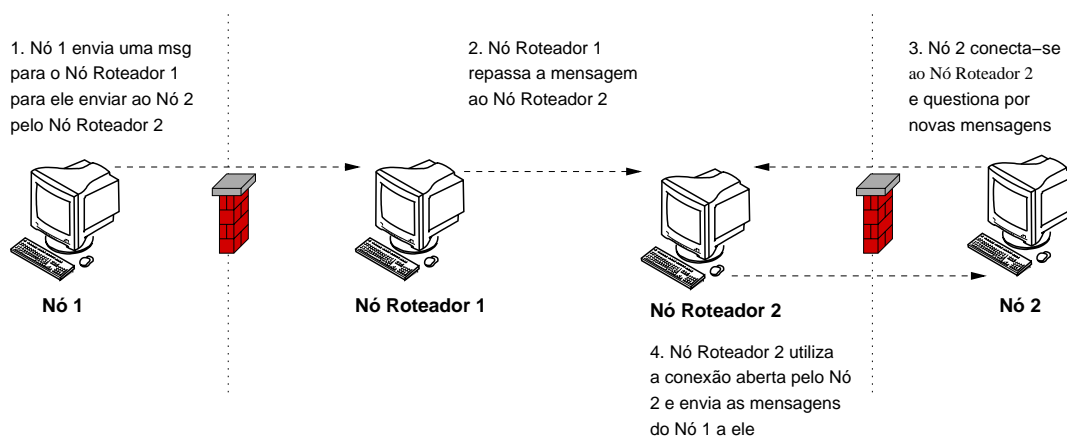 1. Nó 1 envia uma msg
para o Nó Roteador 1
para ele enviar ao Nó 2
pelo Nó Roteador 2
2. Nó Roteador 1
repassa a mensagem
ao Nó Roteador 2
3. Nó 2 conecta−se
ao Nó Roteador 2
e questiona por
novas mensagens
Nó 1
Nó Roteador 1
Nó Roteador 2
Nó 2
4. Nó Roteador 2 utiliza
a conexão aberta pelo Nó
2 e envia as mensagens
do Nó 1 a ele